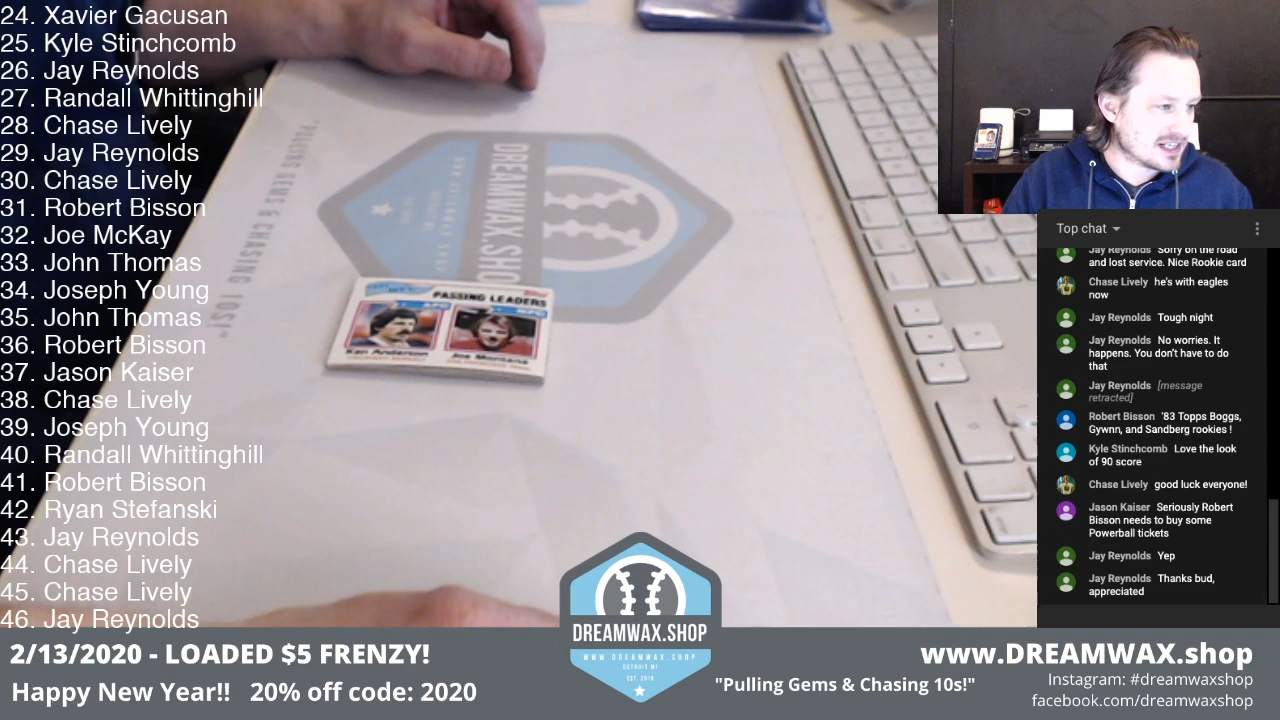 24. Xavier Gacusan
25. Kyle Stinchcomb
26. Jay Reynolds
27. Randall Whittinghill
28. Chase Lively
29. Jay Reynolds
30. Chase Lively
31. Robert Bisson
32. Joe McKay
33. John Thomas
34. Joseph Young
35. John Thomas
36. Robert Bisson
37. Jason Kaiser
38. Chase Lively
39. Joseph Young
40. Randall Whittinghill
41. Robert Bisson
42. Ryan Stefanski
43. Jay Reynolds
44. Chase Lively
45. Chase Lively
46. Jay Reynolds
"PULLING GEMS & CHASING 10S!"
DREAMWAX.SHOP
PASSING LEADERS
Ken Anderson
Joe Montana
Top chat
Jay Reynolds Sorry on the road
and lost service. Nice Rookie card
Chase Lively he's with eagles
now
Jay Reynolds Tough night
Jay Reynolds No worries. It
happens. You don't have to do
that
Jay Reynolds [message
retracted]
Robert Bisson '83 Topps Boggs,
Gywnn, and Sandberg rookies !
Kyle Stinchcomb Love the look
of 90 score
Chase Lively good luck everyone!
Jason Kaiser Seriously Robert
Bisson needs to buy some
Powerball tickets
Jay Reynolds Yep
Jay Reynolds Thanks bud,
appreciated
2/13/2020 - LOADED $5 FRENZY!
Happy New Year!! 20% off code: 2020
DREAMWAX.SHOP
WWW.DREAMWAX.SHOP
DETROIT MI
EST. 2018
"Pulling Gems & Chasing 10s!"
www.DREAMWAX.shop
Instagram: #dreamwaxshop
facebook.com/dreamwaxshop